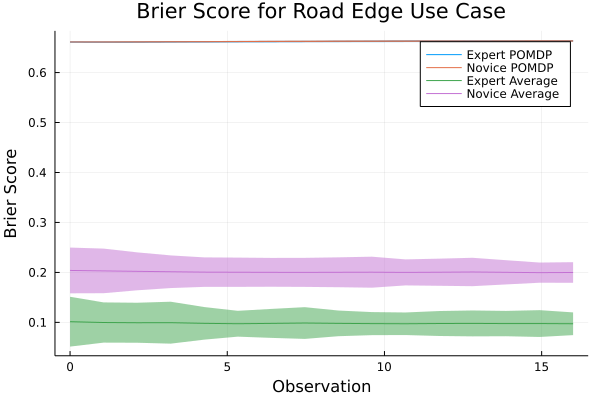 Brier Score for Road Edge Use Case
Expert POMDP
Novice POMDP
Expert Average
Novice Average
0.6
0.5
0.4
0.3
0.2
0.1
Brier Score
0 5 10 15
Observation